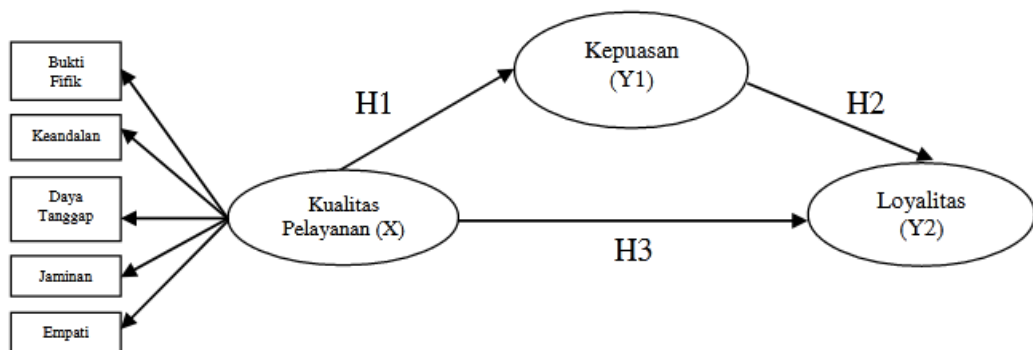 Bukti
Fifik
Keandalan
Daya
Tanggap
Jaminan
Empati
Kualitas
Pelayanan (X)
H1
Kepuasan
(Y1)
H2
H3
Loyalitas
(Y2)